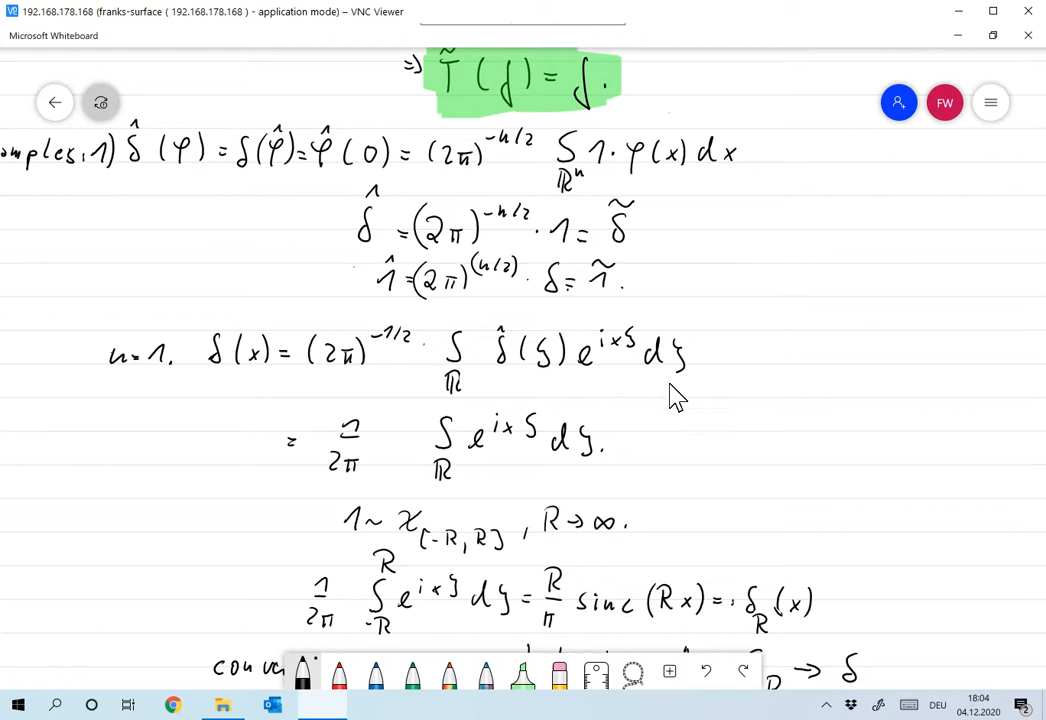 192.168.178.168 (franks-surface ( 192.168.178.168 ) - application mode) – VNC Viewer
Microsoft Whiteboard
=) T̃(f) = f.
FW
omples: 1) δ̂(φ) = δ(φ̂) = φ̂(0) = (2π)^{-n/2} ∫_{ℝ^n} 1·φ(x) dx
δ̂ = (2π)^{-n/2} · 1 = δ̃
1̂ = (2π)^{(n/2)} · δ = 1̃.
n=1. δ(x) = (2π)^{-1/2} · ∫_ℝ δ̂(ξ) e^{ixξ} dξ
= 1/2π ∫_ℝ e^{ixξ} dξ.
1 ~ χ_{[-R,R]}, R → ∞.
1/2π ∫_{-R}^{R} e^{ixξ} dξ = R/π sinc(Rx) =: δ_R(x)
→ δ
DEU
18:04
04.12.2020
2